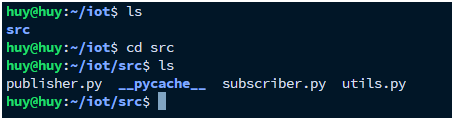 huy@huy:~/iot$ ls
src
huy@huy:~/iot$ cd src
huy@huy:~/iot/src$ ls
publisher.py  __pycache__  subscriber.py  utils.py
huy@huy:~/iot/src$